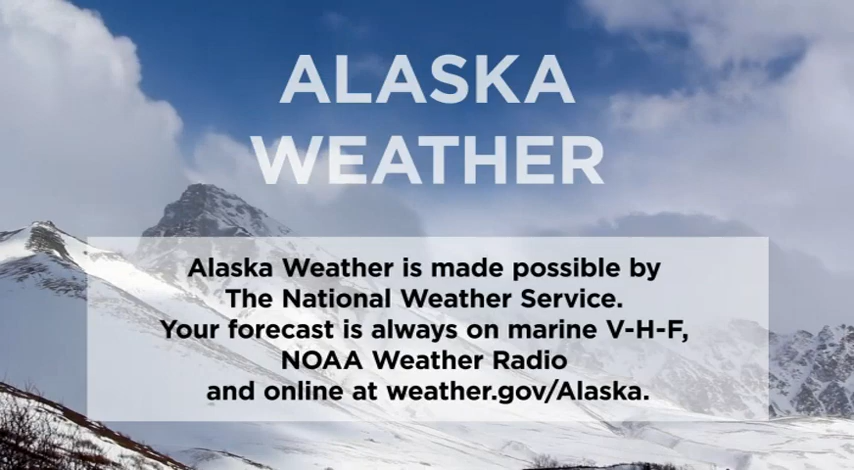 ALASKA
WEATHER
Alaska Weather is made possible by
The National Weather Service.
Your forecast is always on marine V-H-F,
NOAA Weather Radio
and online at weather.gov/Alaska.